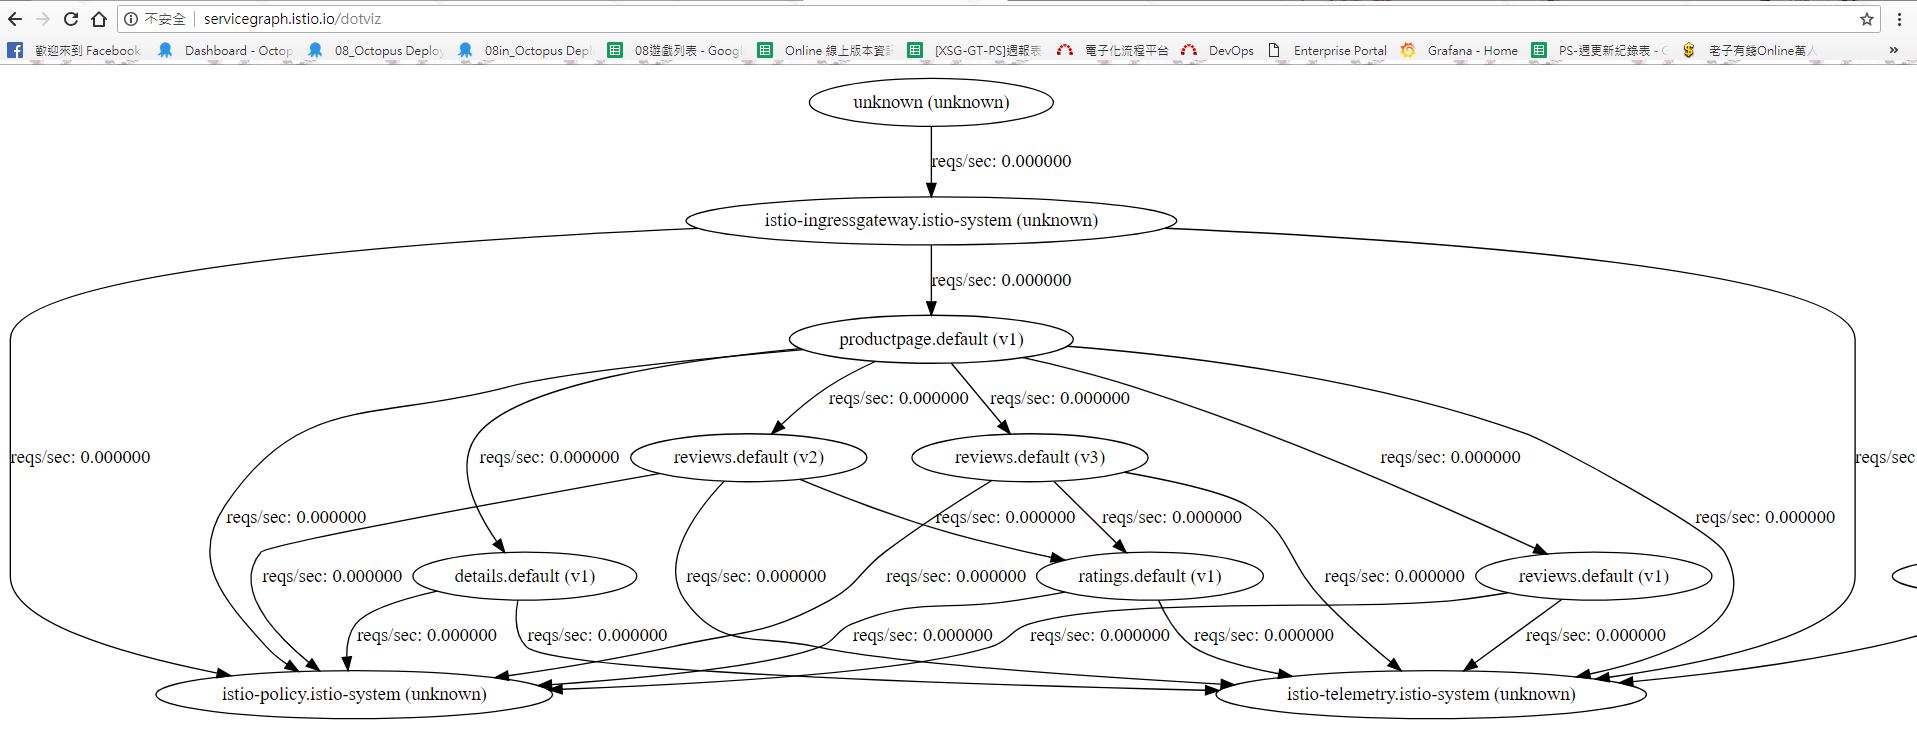 不安全 | servicegraph.istio.io/dotviz
歡迎來到 Facebook Dashboard - Octop 08_Octopus Deploy 08in_Octopus Depl 08遊戲列表 - Googl Online 線上版本資訊 [XSG-GT-PS]週報表 電子化流程平台 DevOps Enterprise Portal Grafana - Home PS-週更新紀錄表 - G 老子有錢Online萬人 »
unknown (unknown)
reqs/sec: 0.000000
istio-ingressgateway.istio-system (unknown)
reqs/sec: 0.000000
productpage.default (v1)
reqs/sec: 0.000000 reqs/sec: 0.000000
reqs/sec: 0.000000 reqs/sec: 0.000000 reviews.default (v2) reviews.default (v3) reqs/sec: 0.000000 reqs/sec
reqs/sec: 0.000000 reqs/sec: 0.000000 reqs/sec: 0.000000 reqs/sec: 0.000000
reqs/sec: 0.000000 details.default (v1) reqs/sec: 0.000000 reqs/sec: 0.000000 ratings.default (v1) reqs/sec: 0.000000 reviews.default (v1)
reqs/sec: 0.000000 reqs/sec: 0.000000 reqs/sec: 0.000000 reqs/sec: 0.000000 reqs/sec: 0.000000 reqs/sec: 0.000000
istio-policy.istio-system (unknown) istio-telemetry.istio-system (unknown)